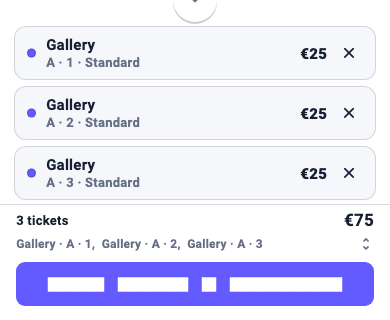 Gallery
A · 1 · Standard
€25 ✕
Gallery
A · 2 · Standard
€25 ✕
Gallery
A · 3 · Standard
€25 ✕
3 tickets €75
Gallery · A · 1, Gallery · A · 2, Gallery · A · 3